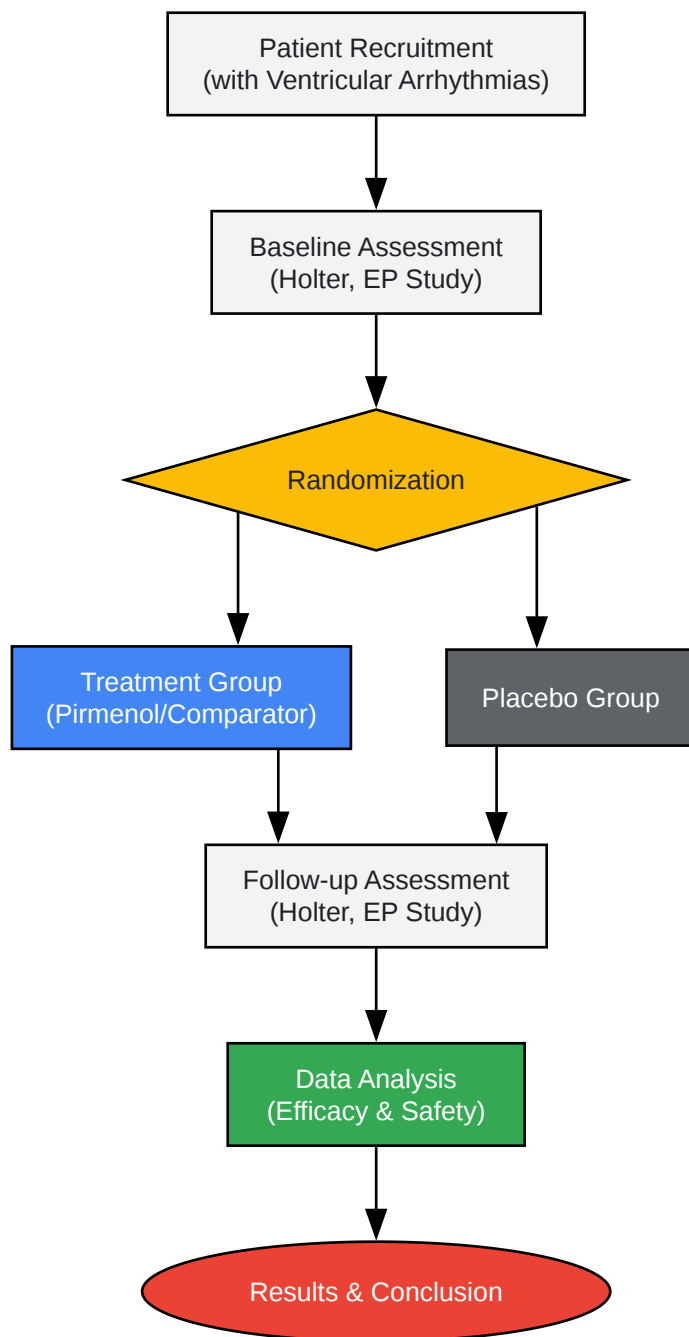 Patient Recruitment
(with Ventricular Arrhythmias)
Baseline Assessment
(Holter, EP Study)
Randomization
Treatment Group
(Pirmenol/Comparator)
Placebo Group
Follow-up Assessment
(Holter, EP Study)
Data Analysis
(Efficacy & Safety)
Results & Conclusion